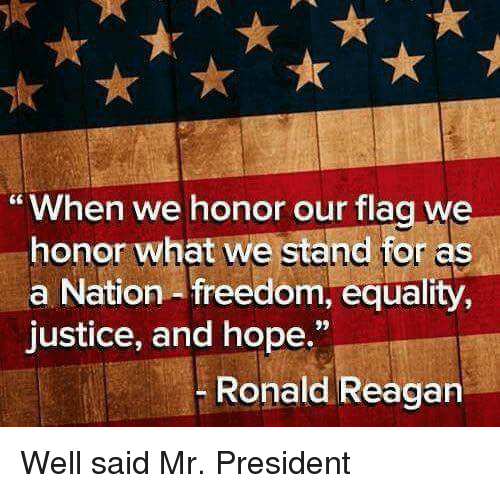 “When we honor our flag we
honor what we stand for as
a Nation - freedom, equality,
justice, and hope.”
- Ronald Reagan
Well said Mr. President